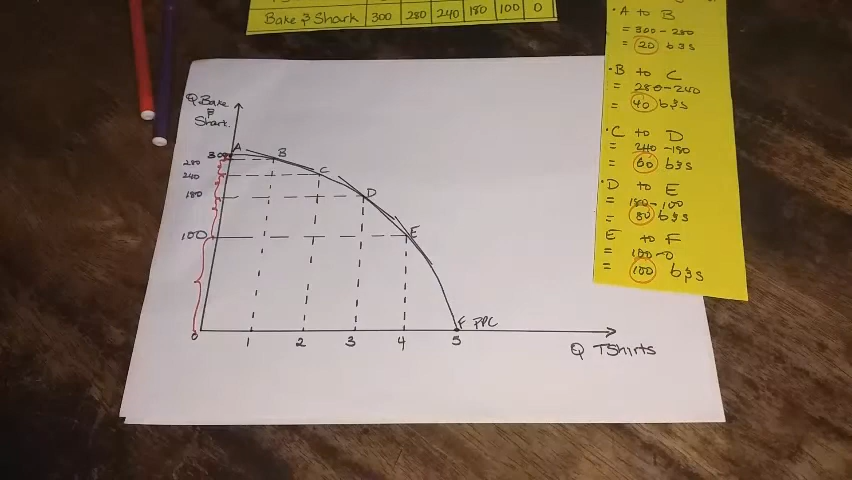 Bake & Shark 300 280 240 180 100 0
• A to B
= 300 - 280
= 20 b&s
• B to C
= 280 - 240
= 40 b&s
• C to D
= 240 - 180
= 60 b&s
• D to E
= 180 - 100
= 80 b&s
E to F
= 100 - 0
= 100 b&s
Q Bake
&
Shark
A
B
C
D
E
F PPC
300
280
240
180
100
0
1 2 3 4 5
Q TShirts